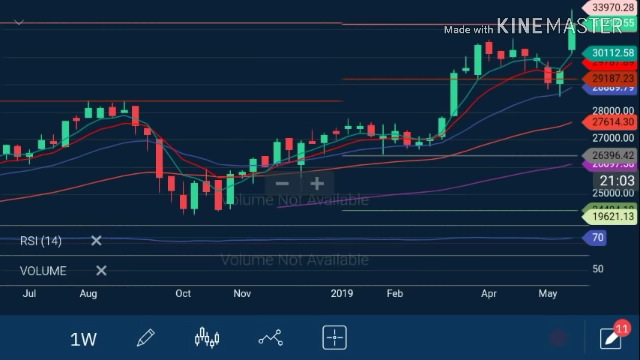 33970.28
Made with KINEMASTER
30112.58
29187.23
28889.79
28000.00
27614.30
27000.00
26396.42
21:03
25000.00
Volume Not Available
19621.13
RSI (14)
70
Volume Not Available
VOLUME
50
Jul Aug Oct Nov 2019 Feb Apr May
1W
11